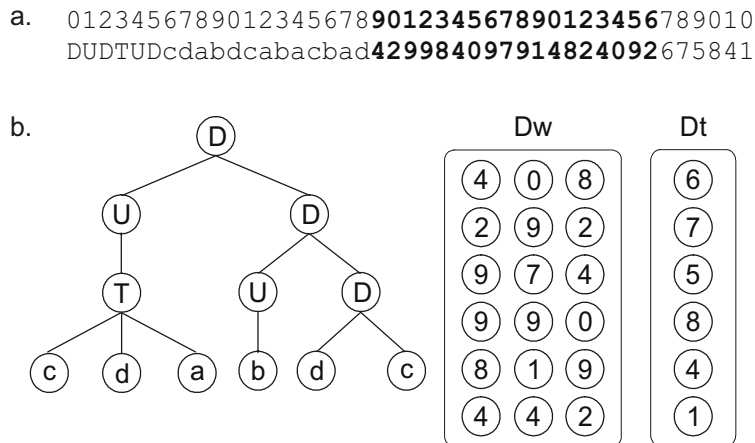 a. 0123456789012345678901234567890123456789010
DUDTUDcdabdcabacbad429984097914824092675841
b. D Dw Dt
4 0 8 6
U D 2 9 2 7
T U D 9 7 4 5
9 9 0 8
c d a b d c 8 1 9 4
4 4 2 1